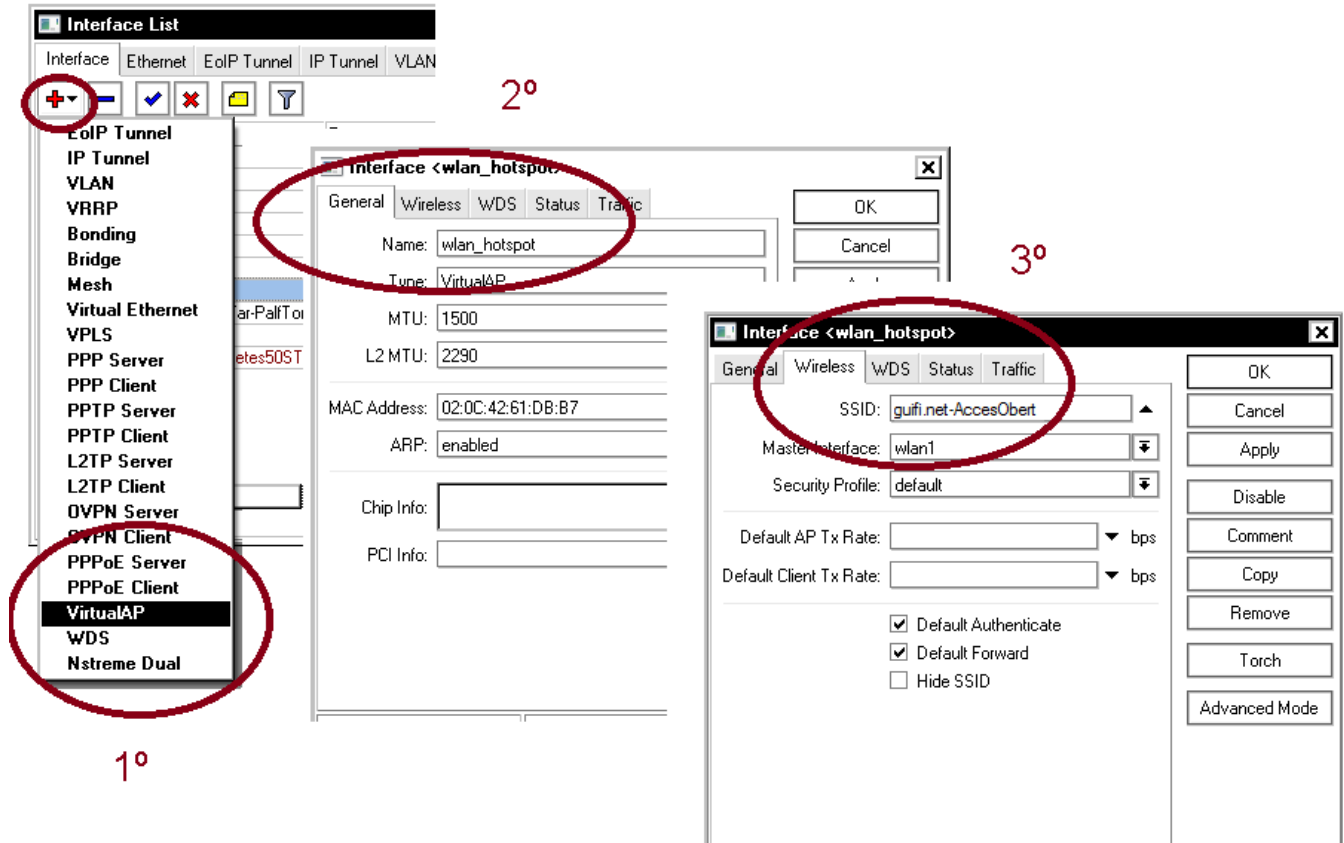 Interface List
Interface Ethernet EoIP Tunnel IP Tunnel VLAN
EoIP Tunnel
IP Tunnel
VLAN
VRRP
Bonding
Bridge
Mesh
Virtual Ethernet
VPLS
PPP Server
PPP Client
PPTP Server
PPTP Client
L2TP Server
L2TP Client
OVPN Server
OVPN Client
PPPoE Server
PPPoE Client
VirtualAP
WDS
Nstreme Dual
ar-PalfTor
etes50ST
1º
2º
Interface <wlan_hotspot>
General Wireless WDS Status Traffic
OK
Cancel
Name: wlan_hotspot
Type: VirtualAP
MTU: 1500
L2 MTU: 2290
MAC Address: 02:0C:42:61:DB:B7
ARP: enabled
Chip Info:
PCI Info:
3º
Interface <wlan_hotspot>
General Wireless WDS Status Traffic
SSID: guifi.net-AccesObert
Master Interface: wlan1
Security Profile: default
Default AP Tx Rate: bps
Default Client Tx Rate: bps
Default Authenticate
Default Forward
Hide SSID
OK
Cancel
Apply
Disable
Comment
Copy
Remove
Torch
Advanced Mode